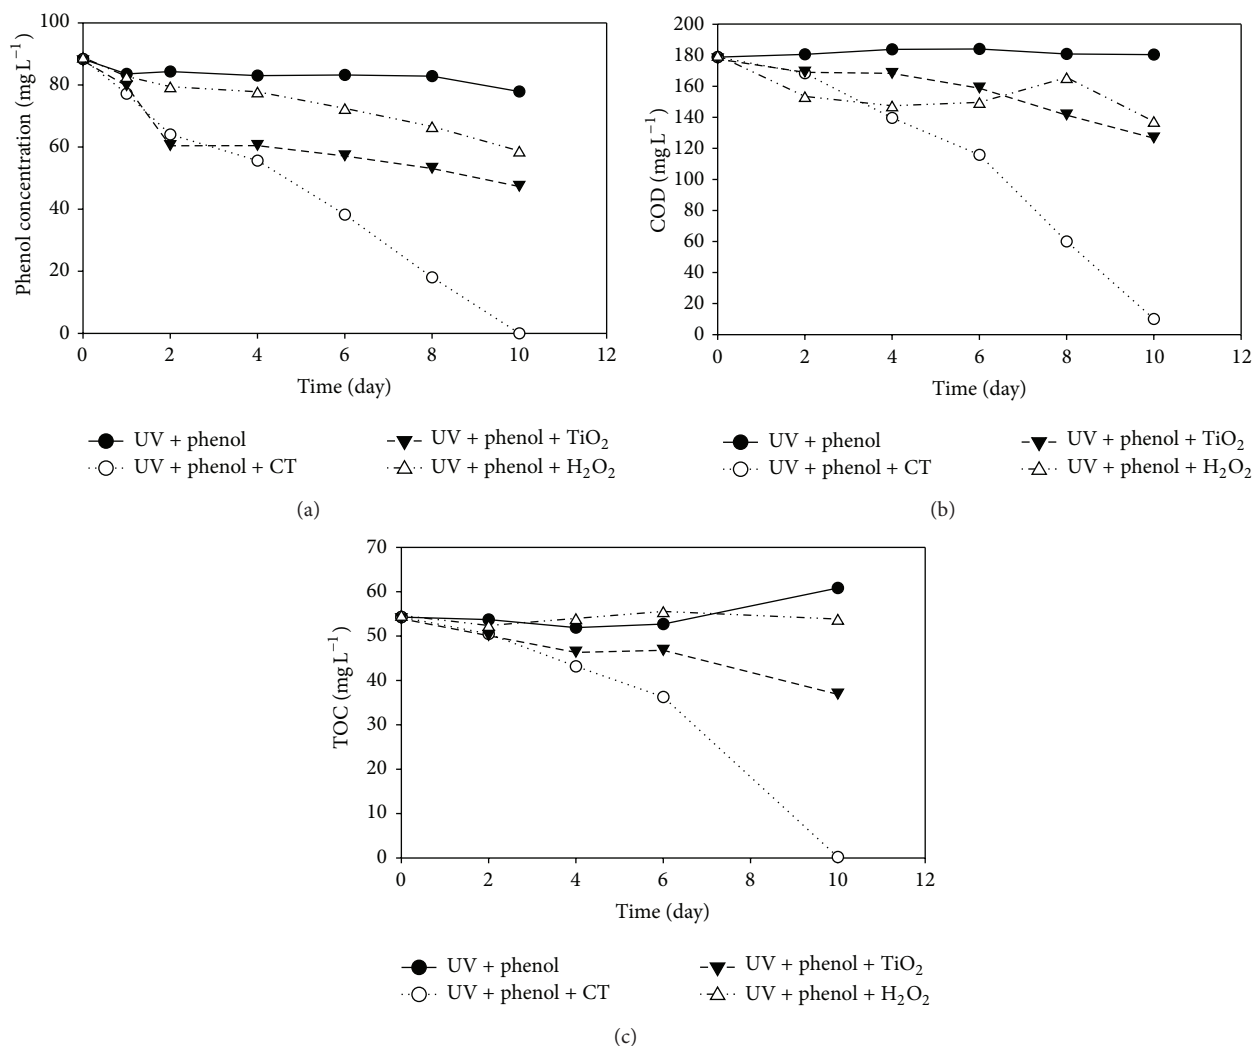 Phenol concentration (mg L⁻¹)
100
80
60
40
20
0
0 2 4 6 8 10 12
Time (day)
UV + phenol
UV + phenol + CT
UV + phenol + TiO₂
UV + phenol + H₂O₂
(a)
COD (mg L⁻¹)
200
180
160
140
120
100
80
60
40
20
0
0 2 4 6 8 10 12
Time (day)
UV + phenol
UV + phenol + CT
UV + phenol + TiO₂
UV + phenol + H₂O₂
(b)
TOC (mg L⁻¹)
70
60
50
40
30
20
10
0
0 2 4 6 8 10 12
Time (day)
UV + phenol
UV + phenol + CT
UV + phenol + TiO₂
UV + phenol + H₂O₂
(c)